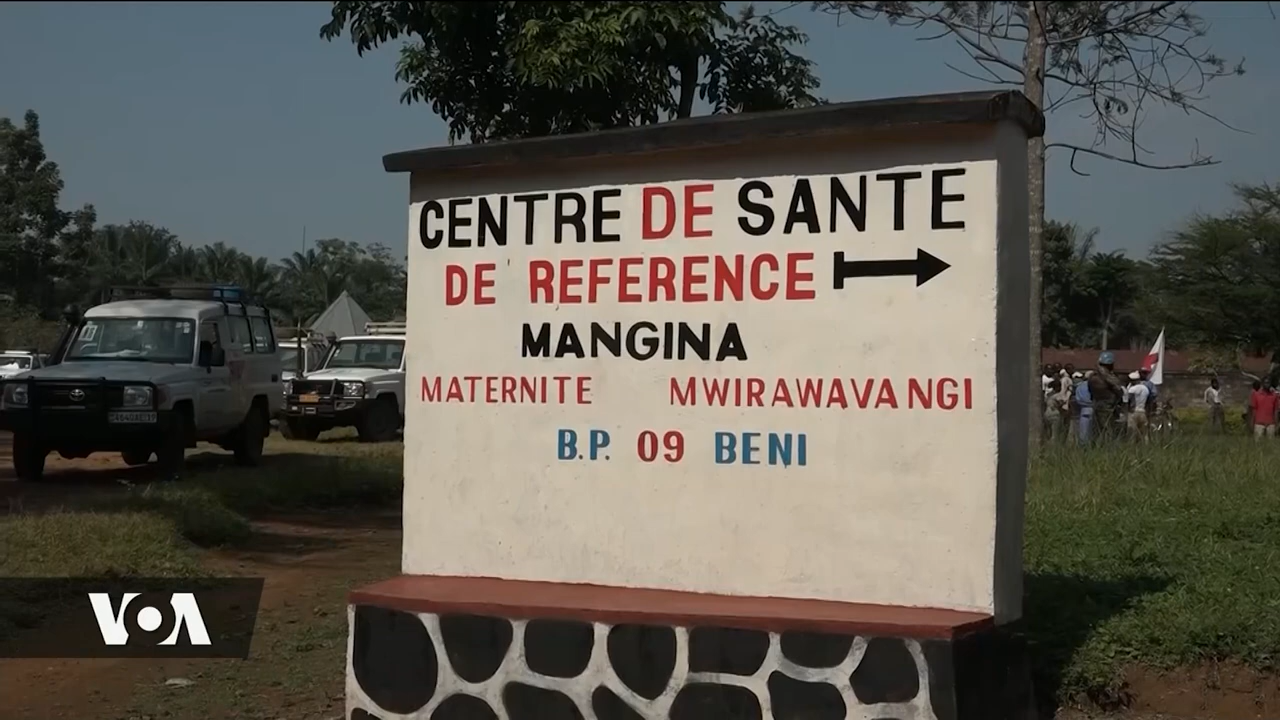 CENTRE DE SANTE
DE REFERENCE
MANGINA
MATERNITE MWIRAWAVANGI
B.P. 09 BENI
VOA